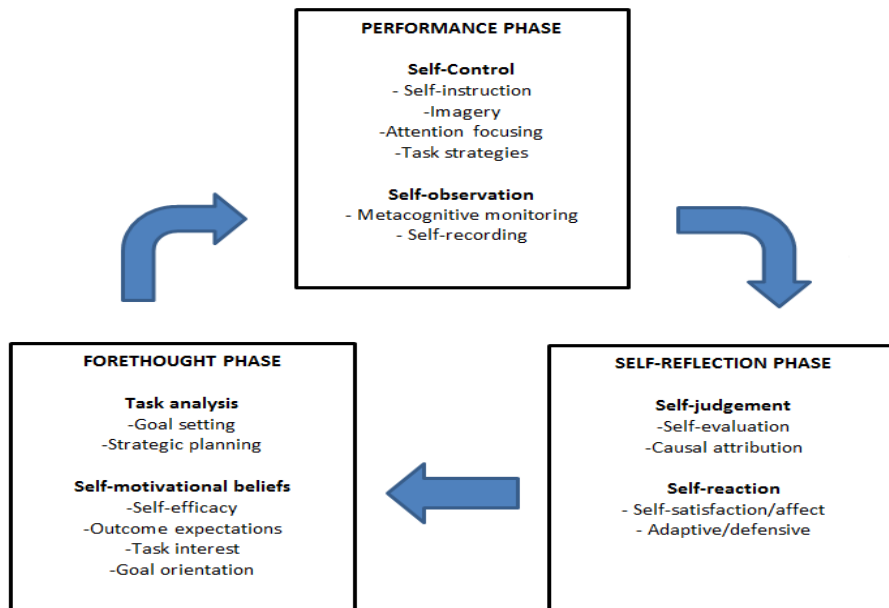 PERFORMANCE PHASE
Self-Control
- Self-instruction
-Imagery
-Attention focusing
-Task strategies
Self-observation
- Metacognitive monitoring
- Self-recording
FORETHOUGHT PHASE
Task analysis
-Goal setting
-Strategic planning
Self-motivational beliefs
-Self-efficacy
-Outcome expectations
-Task interest
-Goal orientation
SELF-REFLECTION PHASE
Self-judgement
-Self-evaluation
-Causal attribution
Self-reaction
- Self-satisfaction/affect
- Adaptive/defensive